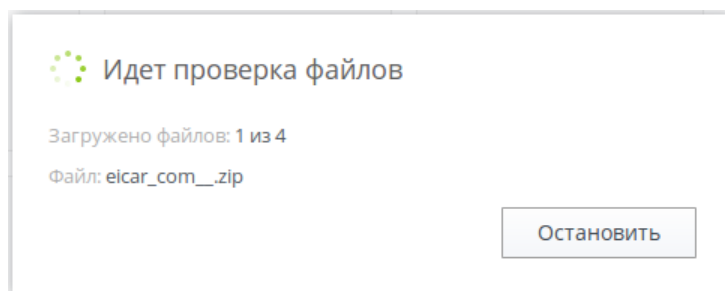 Идет проверка файлов
Загружено файлов: 1 из 4
Файл: eicar_com__.zip
Остановить